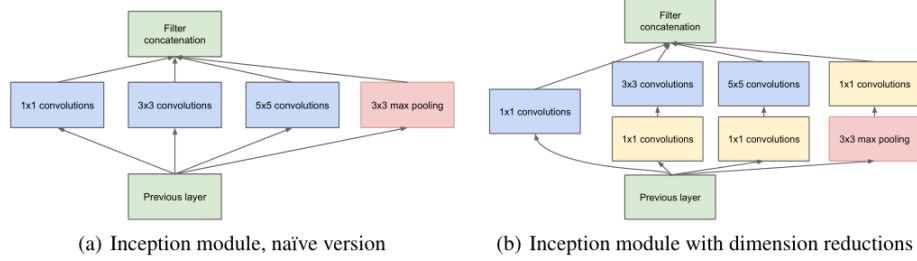 Filter
concatenation
1x1 convolutions
3x3 convolutions
5x5 convolutions
3x3 max pooling
Previous layer
(a) Inception module, naïve version
Filter
concatenation
3x3 convolutions
5x5 convolutions
1x1 convolutions
1x1 convolutions
1x1 convolutions
1x1 convolutions
3x3 max pooling
Previous layer
(b) Inception module with dimension reductions